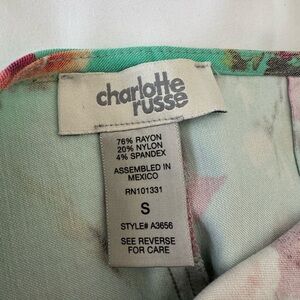 charlotte
russe
76% RAYON
20% NYLON
4% SPANDEX
ASSEMBLED IN
MEXICO
RN101331
S
STYLE# A3656
SEE REVERSE
FOR CARE